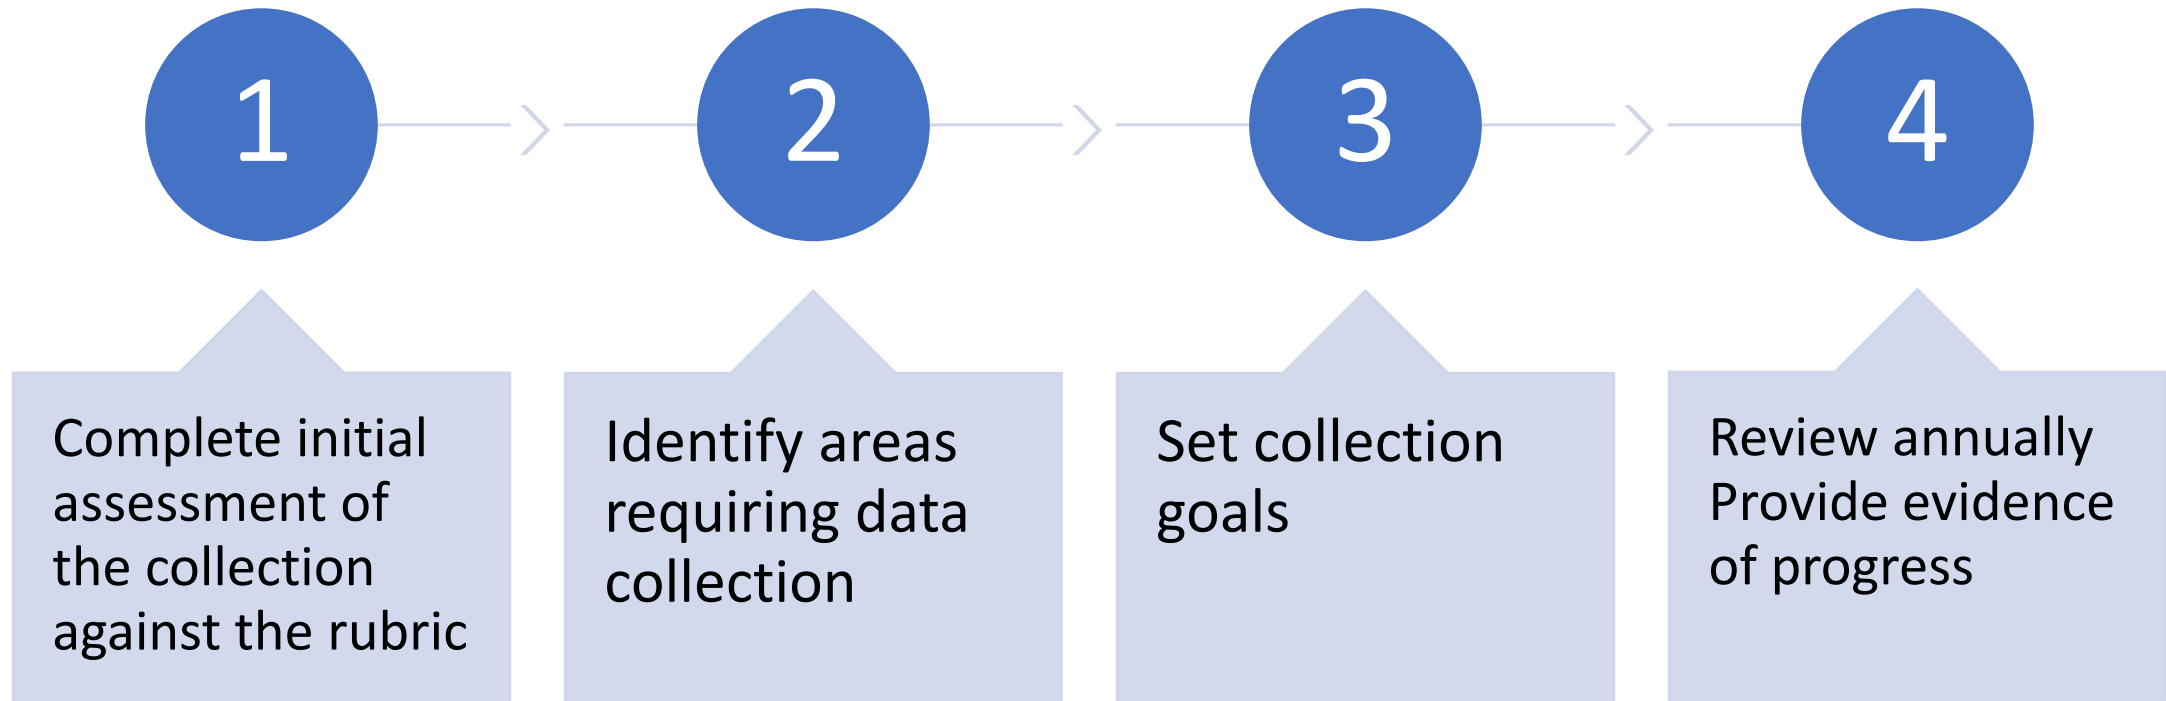 1
2
3
4
Complete initial
assessment of
the collection
against the rubric
Identify areas
requiring data
collection
Set collection
goals
Review annually
Provide evidence
of progress